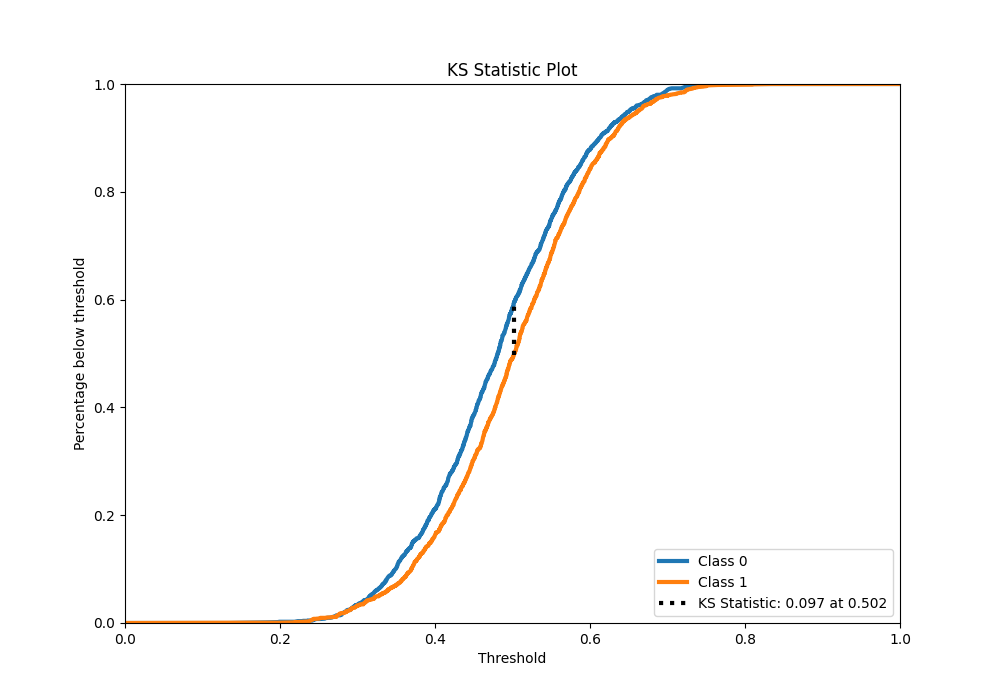 KS Statistic Plot
1.0
0.8
0.6
0.4
0.2
0.0
Percentage below threshold
0.0 0.2 0.4 0.6 0.8 1.0
Threshold
Class 0
Class 1
KS Statistic: 0.097 at 0.502